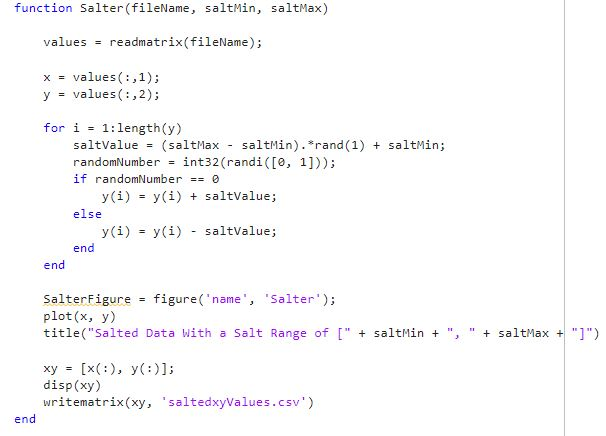 function Salter(fileName, saltMin, saltMax)
values = readmatrix(fileName);
x = values(:,1);
y = values(:,2);
for i = 1:length(y)
saltValue = (saltMax - saltMin).*rand(1) + saltMin;
randomNumber = int32(randi([0, 1]));
if randomNumber == 0
y(i) = y(i) + saltValue;
else
y(i) = y(i) - saltValue;
end
end
SalterFigure = figure('name', 'Salter');
plot(x, y)
title("Salted Data With a Salt Range of [" + saltMin + ", " + saltMax + "]")
xy = [x(:), y(:)];
disp(xy)
writematrix(xy, 'saltedxyValues.csv')
end